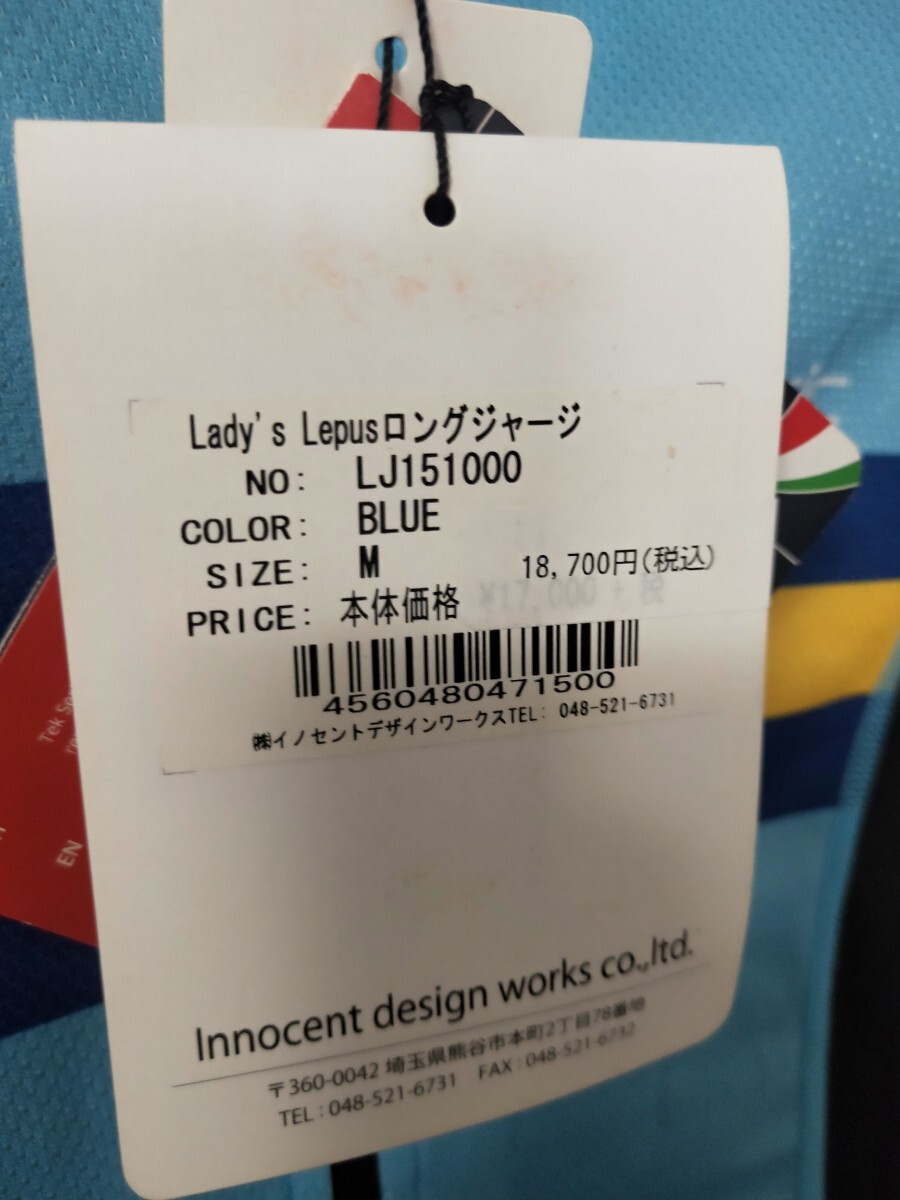 Lady's Lepusロングジャージ
NO: LJ151000
COLOR: BLUE
SIZE: M 18,700円(税込)
PRICE: 本体価格 ¥17,000 + 税
4560480471500
㈱イノセントデザインワークスTEL: 048-521-6731
Innocent design works co.,ltd.
〒360-0042 埼玉県熊谷市本町2丁目78番地
TEL : 048-521-6731 FAX : 048-521-6732
Tek
EN